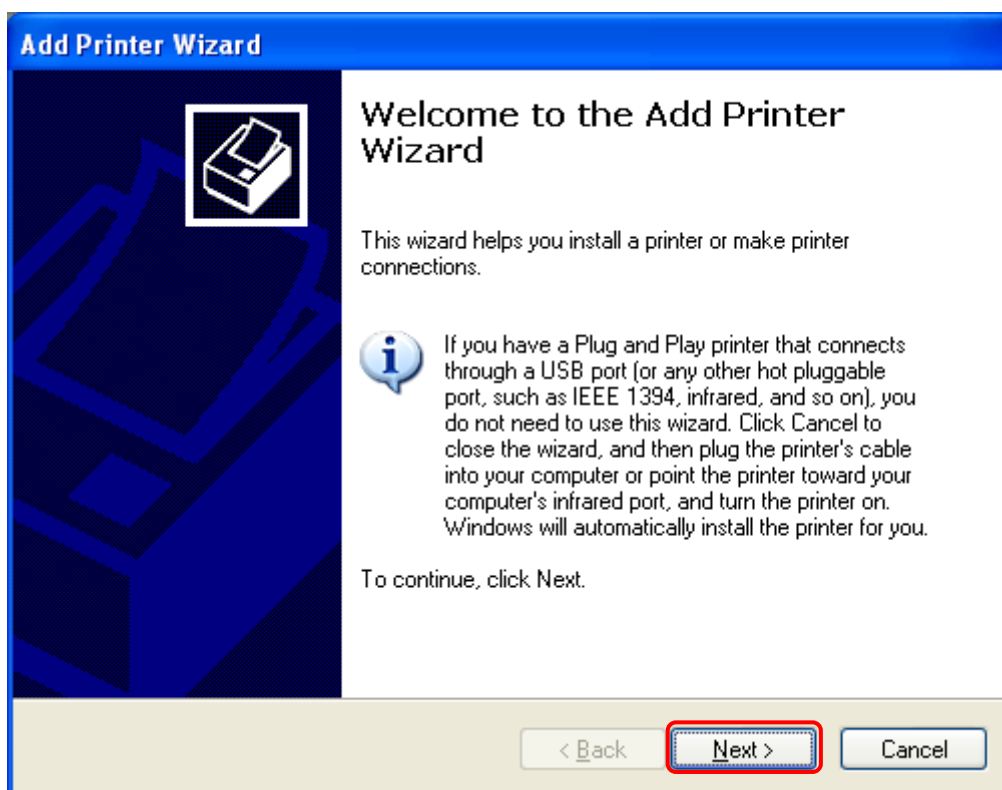 Add Printer Wizard
Welcome to the Add Printer
Wizard
This wizard helps you install a printer or make printer
connections.
If you have a Plug and Play printer that connects
through a USB port (or any other hot pluggable
port, such as IEEE 1394, infrared, and so on), you
do not need to use this wizard. Click Cancel to
close the wizard, and then plug the printer's cable
into your computer or point the printer toward your
computer's infrared port, and turn the printer on.
Windows will automatically install the printer for you.
To continue, click Next.
< Back Next > Cancel